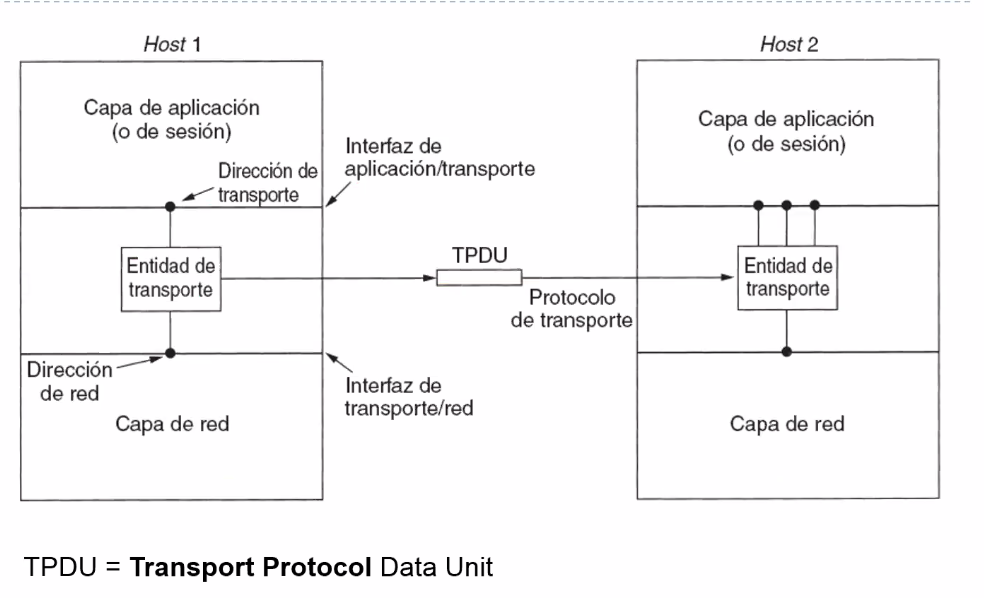 Host 1
Host 2
Capa de aplicación
(o de sesión)
Dirección de
transporte
Interfaz de
aplicación/transporte
Capa de aplicación
(o de sesión)
Entidad de
transporte
TPDU
Protocolo
de transporte
Entidad de
transporte
Dirección
de red
Interfaz de
transporte/red
Capa de red
Capa de red
TPDU = Transport Protocol Data Unit